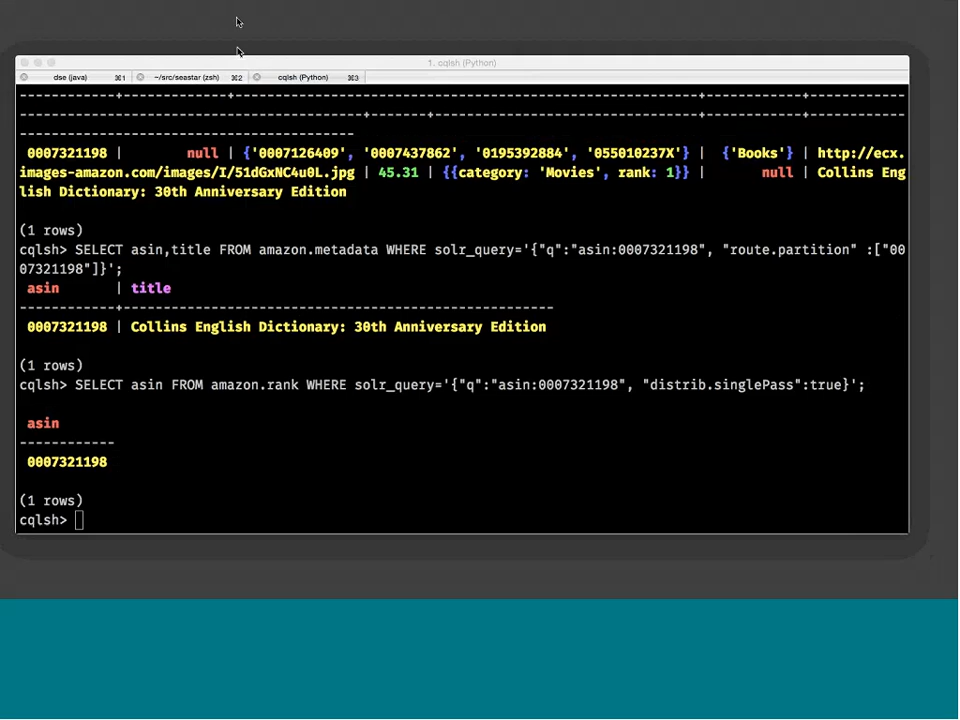 1. cqlsh (Python)
dse (java) ⌘1 ~/src/seastar (zsh) ⌘2 cqlsh (Python) ⌘3
------------+------------+-----------------------------------------------------------+------------+------------
--------------------------------------------+-------+----------------------------------+------------+------------
------------------------------------------
0007321198 | null | {'0007126409', '0007437862', '0195392884', '055010237X'} | {'Books'} | http://ecx.
images-amazon.com/images/I/51dGxNC4u0L.jpg | 45.31 | {{category: 'Movies', rank: 1}} | null | Collins Eng
lish Dictionary: 30th Anniversary Edition
(1 rows)
cqlsh> SELECT asin,title FROM amazon.metadata WHERE solr_query='{"q":"asin:0007321198", "route.partition" :["00
07321198"]}';
asin | title
------------+-----------------------------------------------------
0007321198 | Collins English Dictionary: 30th Anniversary Edition
(1 rows)
cqlsh> SELECT asin FROM amazon.rank WHERE solr_query='{"q":"asin:0007321198", "distrib.singlePass":true}';
asin
------------
0007321198
(1 rows)
cqlsh>